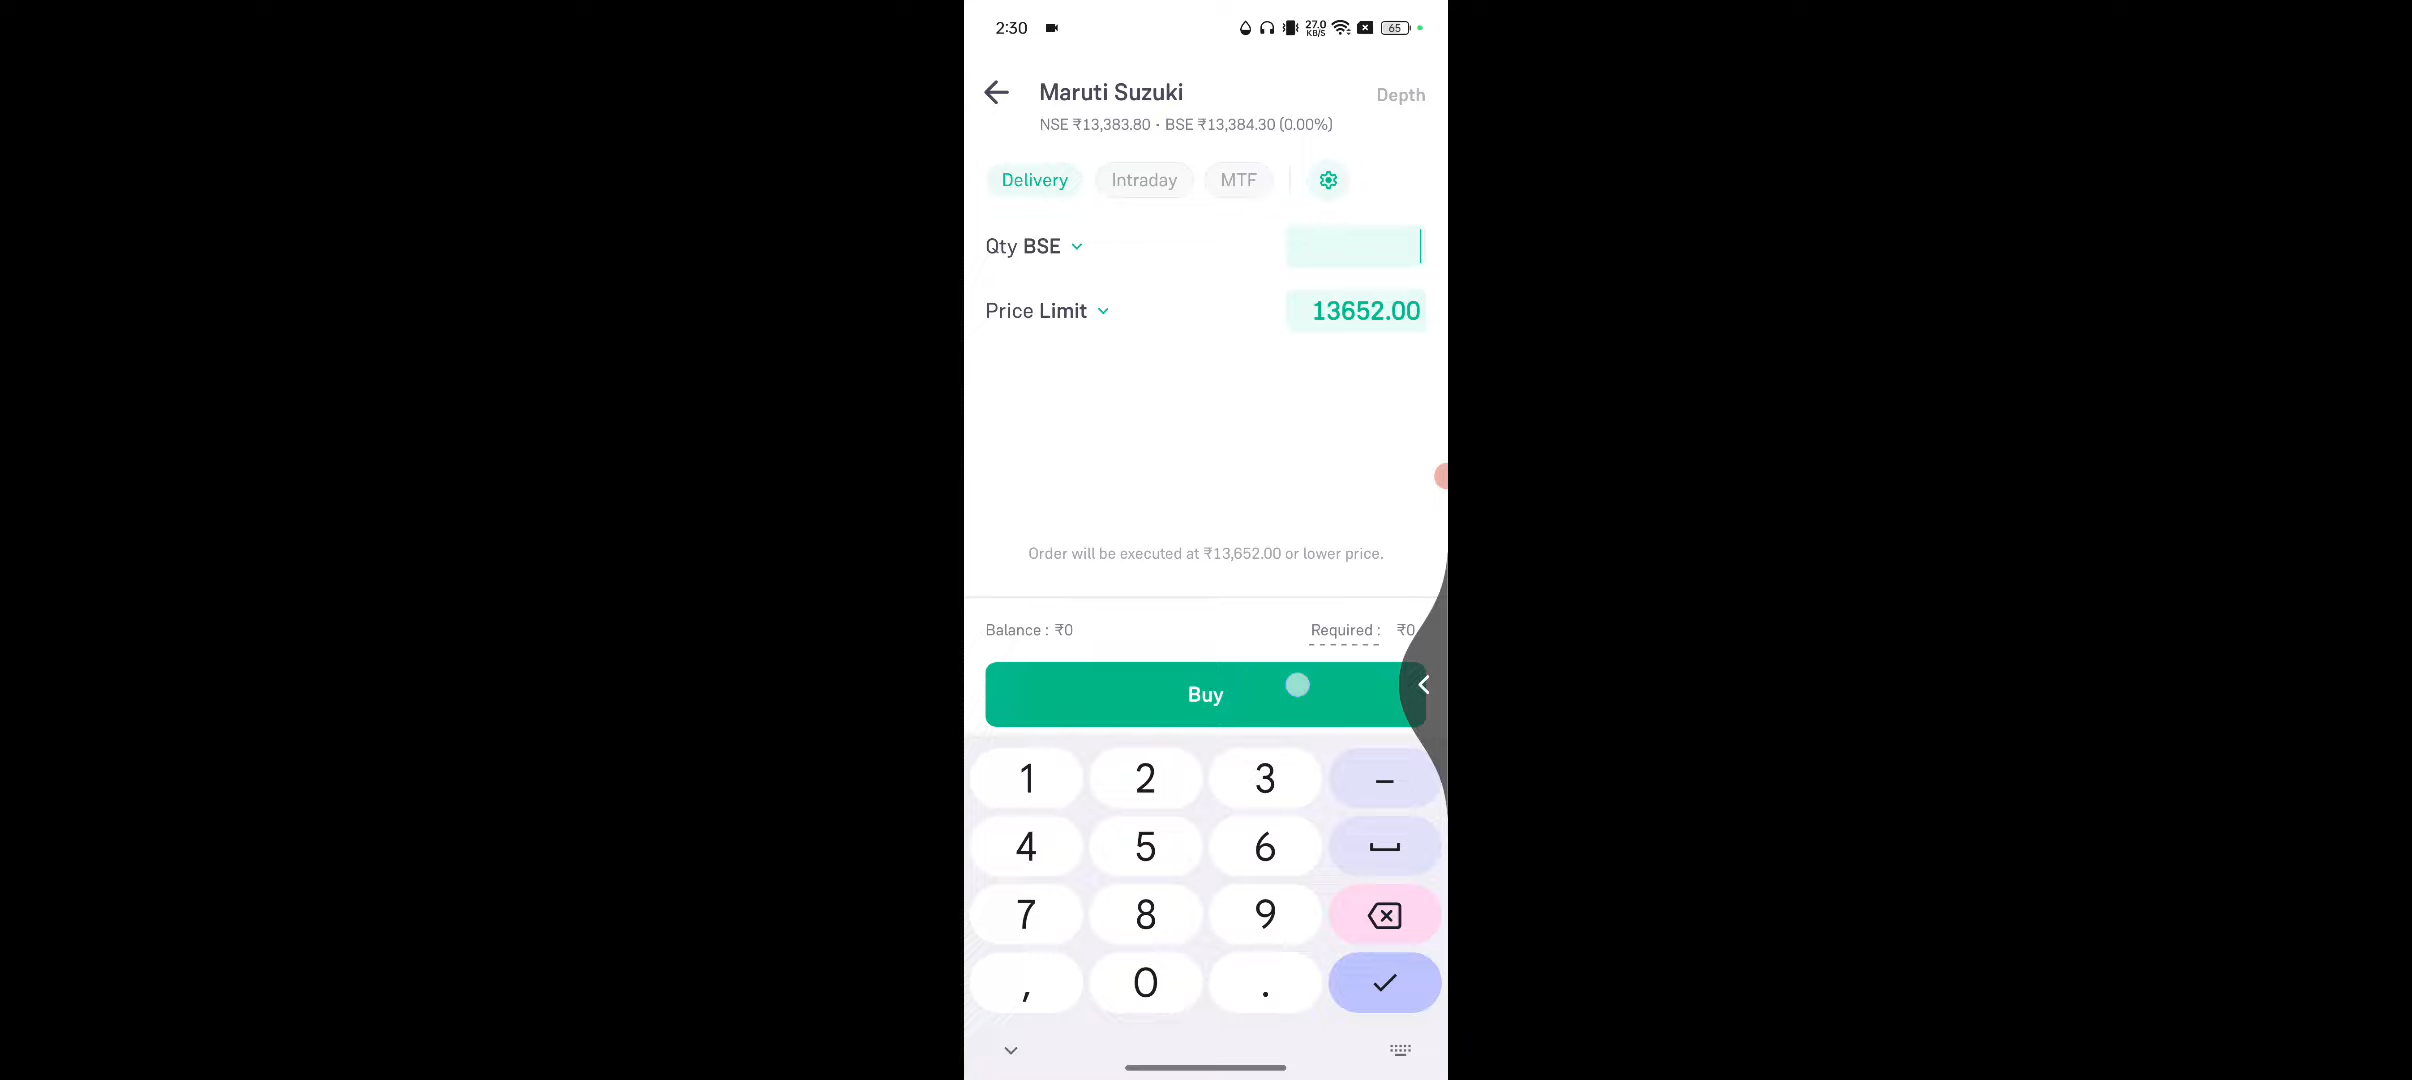 2:30 27.0 KB/S 65
Maruti Suzuki Depth
NSE ₹13,383.80 · BSE ₹13,384.30 (0.00%)
Delivery Intraday MTF
Qty BSE
Price Limit 13652.00
Order will be executed at ₹13,652.00 or lower price.
Balance : ₹0 Required : ₹0
Buy
1 2 3 –
4 5 6
7 8 9
, 0 .